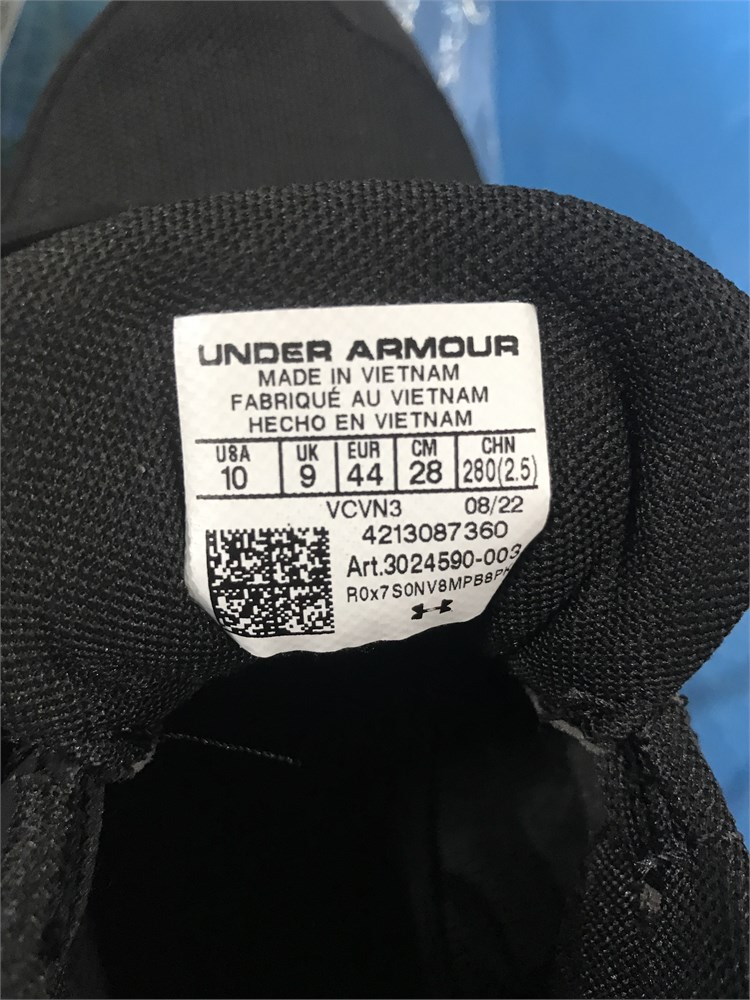 UNDER ARMOUR
MADE IN VIETNAM
FABRIQUÉ AU VIETNAM
HECHO EN VIETNAM
USA UK EUR CM CHN
10 9 44 28 280(2.5)
VCVN3 08/22
4213087360
Art.3024590-003